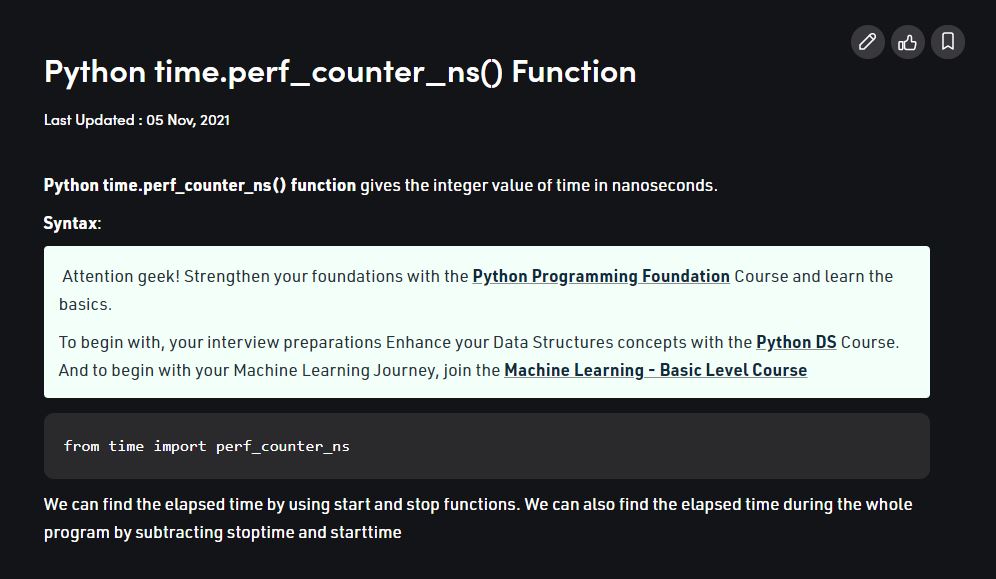 Python time.perf_counter_ns() Function
Last Updated : 05 Nov, 2021
Python time.perf_counter_ns() function gives the integer value of time in nanoseconds.
Syntax:
Attention geek! Strengthen your foundations with the Python Programming Foundation Course and learn the
basics.
To begin with, your interview preparations Enhance your Data Structures concepts with the Python DS Course.
And to begin with your Machine Learning Journey, join the Machine Learning - Basic Level Course
from time import perf_counter_ns
We can find the elapsed time by using start and stop functions. We can also find the elapsed time during the whole
program by subtracting stoptime and starttime